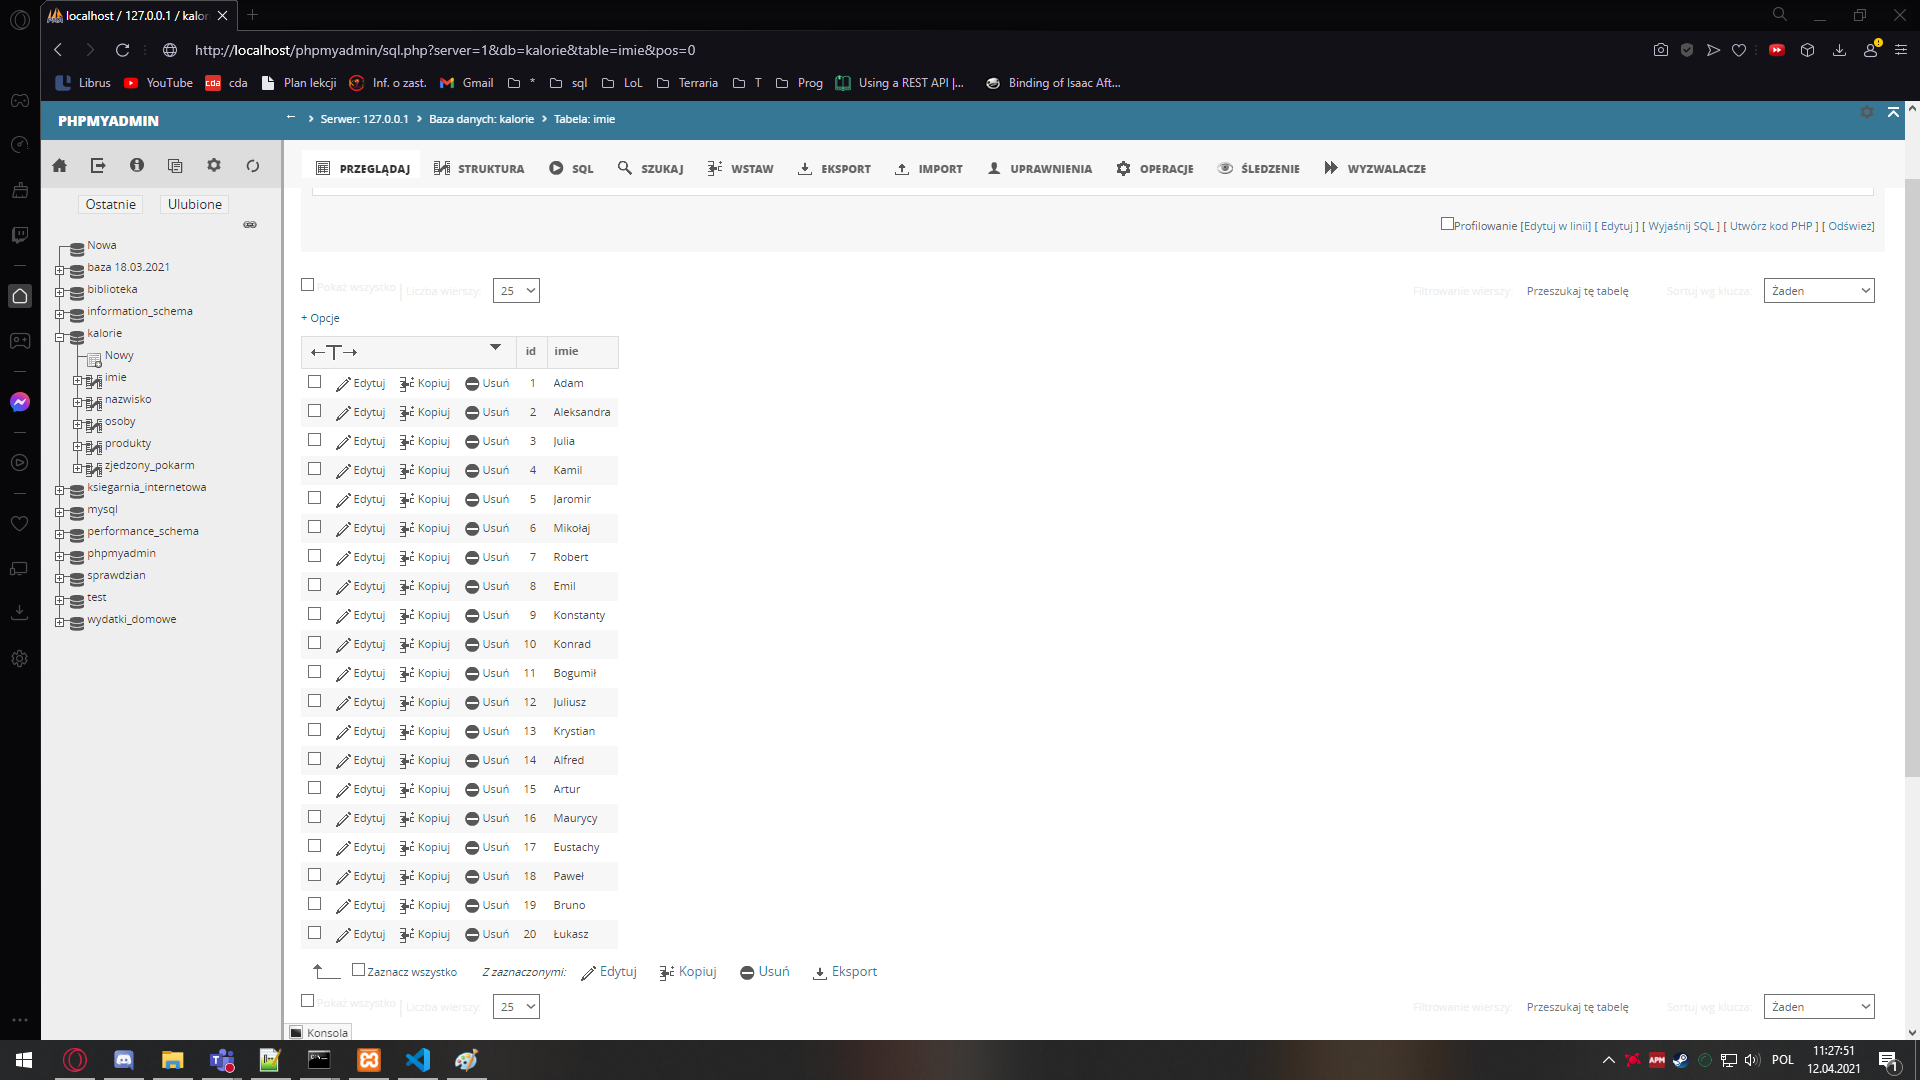 localhost / 127.0.0.1 / kalor
http://localhost/phpmyadmin/sql.php?server=1&db=kalorie&table=imie&pos=0
Librus YouTube cda Plan lekcji Inf. o zast. Gmail * sql LoL Terraria T Prog Using a REST API |... Binding of Isaac Aft...
PHPMYADMIN
Serwer: 127.0.0.1 Baza danych: kalorie Tabela: imie
PRZEGLĄDAJ STRUKTURA SQL SZUKAJ WSTAW EKSPORT IMPORT UPRAWNIENIA OPERACJE ŚLEDZENIE WYZWALACZE
Ostatnie Ulubione
Nowa
baza 18.03.2021
biblioteka
information_schema
kalorie
Nowy
imie
nazwisko
osoby
produkty
zjedzony_pokarm
ksiegarnia_internetowa
mysql
performance_schema
phpmyadmin
sprawdzian
test
wydatki_domowe
Profilowanie [Edytuj w linii] [ Edytuj ] [ Wyjaśnij SQL ] [ Utwórz kod PHP ] [ Odśwież]
Pokaż wszystko | Liczba wierszy: 25 Filtrowanie wierszy: Przeszukaj tę tabelę Sortuj wg klucza: Żaden
+ Opcje
←T→ id imie
Edytuj Kopiuj Usuń 1 Adam
Edytuj Kopiuj Usuń 2 Aleksandra
Edytuj Kopiuj Usuń 3 Julia
Edytuj Kopiuj Usuń 4 Kamil
Edytuj Kopiuj Usuń 5 Jaromir
Edytuj Kopiuj Usuń 6 Mikołaj
Edytuj Kopiuj Usuń 7 Robert
Edytuj Kopiuj Usuń 8 Emil
Edytuj Kopiuj Usuń 9 Konstanty
Edytuj Kopiuj Usuń 10 Konrad
Edytuj Kopiuj Usuń 11 Bogumił
Edytuj Kopiuj Usuń 12 Juliusz
Edytuj Kopiuj Usuń 13 Krystian
Edytuj Kopiuj Usuń 14 Alfred
Edytuj Kopiuj Usuń 15 Artur
Edytuj Kopiuj Usuń 16 Maurycy
Edytuj Kopiuj Usuń 17 Eustachy
Edytuj Kopiuj Usuń 18 Paweł
Edytuj Kopiuj Usuń 19 Bruno
Edytuj Kopiuj Usuń 20 Łukasz
Zaznacz wszystko Z zaznaczonymi: Edytuj Kopiuj Usuń Eksport
Pokaż wszystko | Liczba wierszy: 25 Filtrowanie wierszy: Przeszukaj tę tabelę Sortuj wg klucza: Żaden
Konsola
APM POL 11:27:51
12.04.2021
1